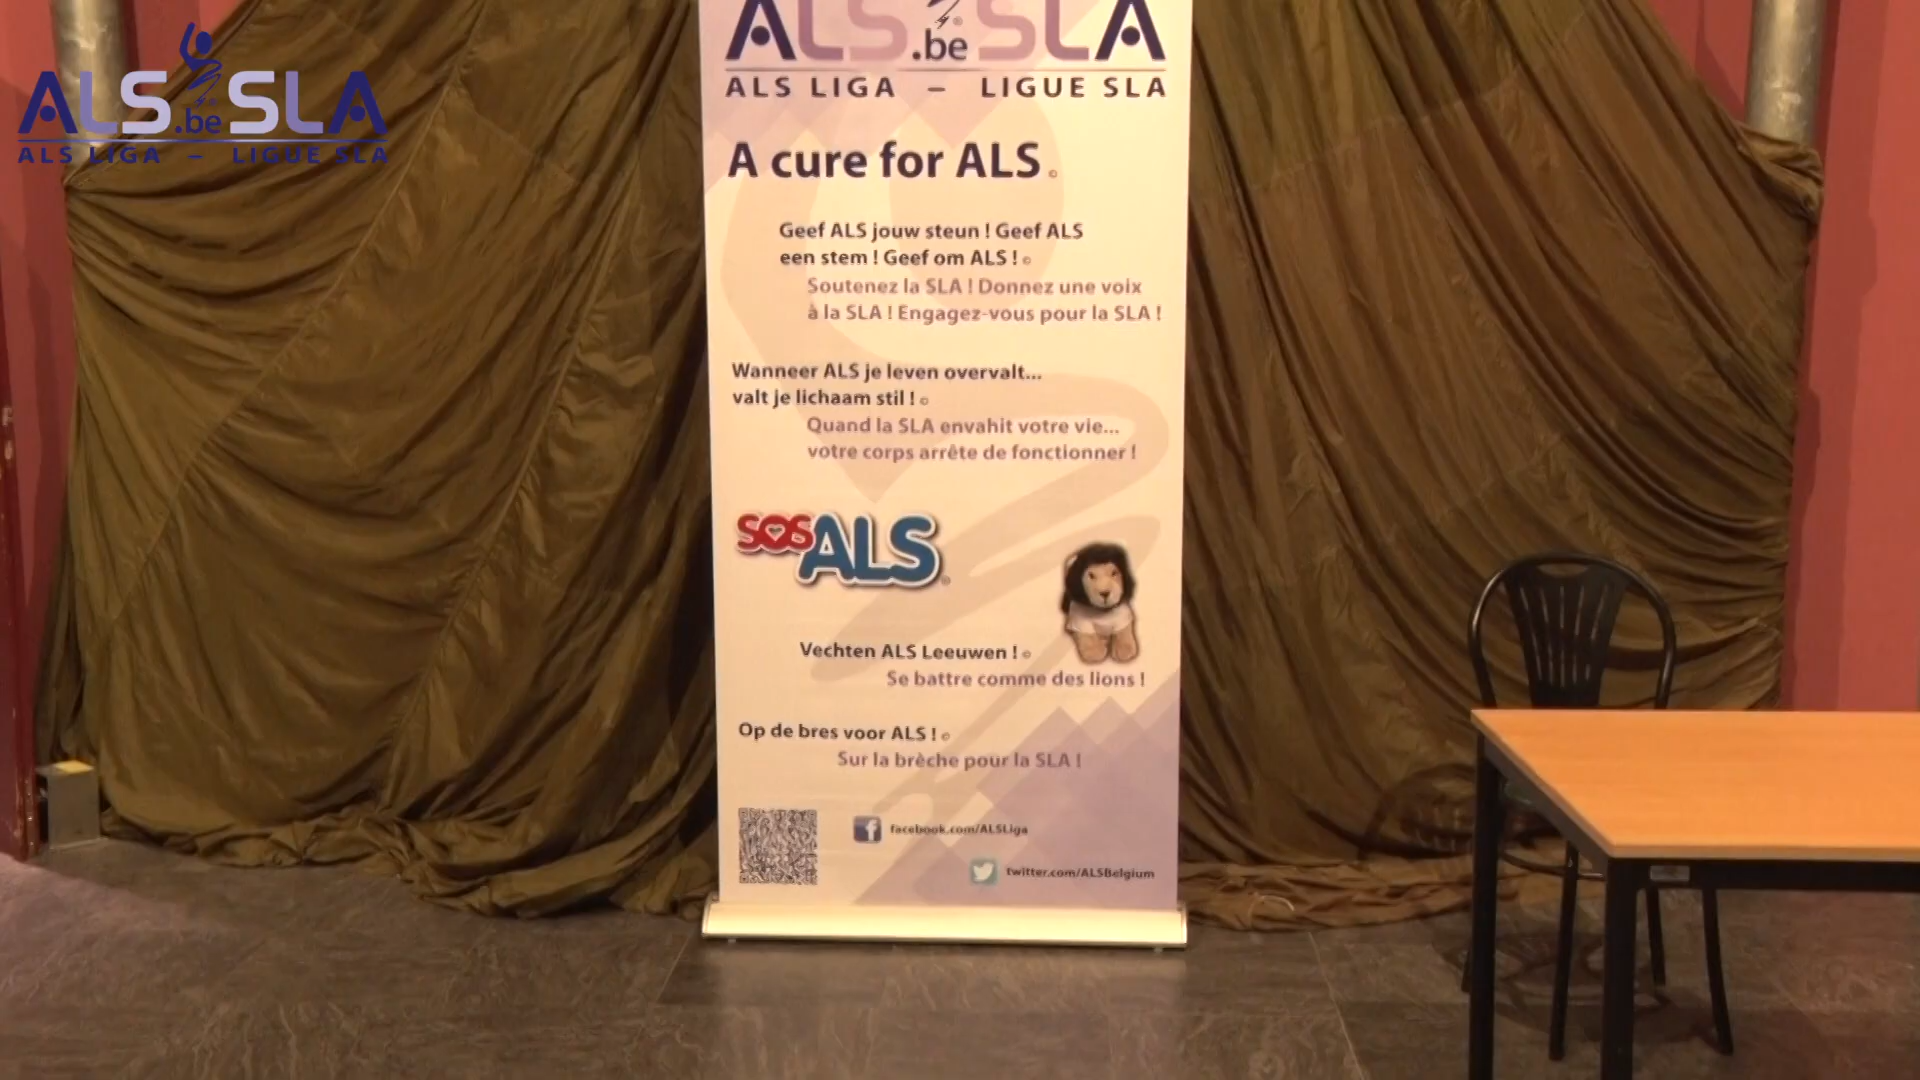 ALS.be SLA
ALS LIGA – LIGUE SLA
ALS.be SLA
ALS LIGA – LIGUE SLA
A cure for ALS ©
Geef ALS jouw steun ! Geef ALS
een stem ! Geef om ALS ! ©
Soutenez la SLA ! Donnez une voix
à la SLA ! Engagez-vous pour la SLA !
Wanneer ALS je leven overvalt...
valt je lichaam stil ! ©
Quand la SLA envahit votre vie...
votre corps arrête de fonctionner !
SOS ALS
Vechten ALS Leeuwen ! ©
Se battre comme des lions !
Op de bres voor ALS ! ©
Sur la brèche pour la SLA !
facebook.com/ALSLiga
twitter.com/ALSBelgium